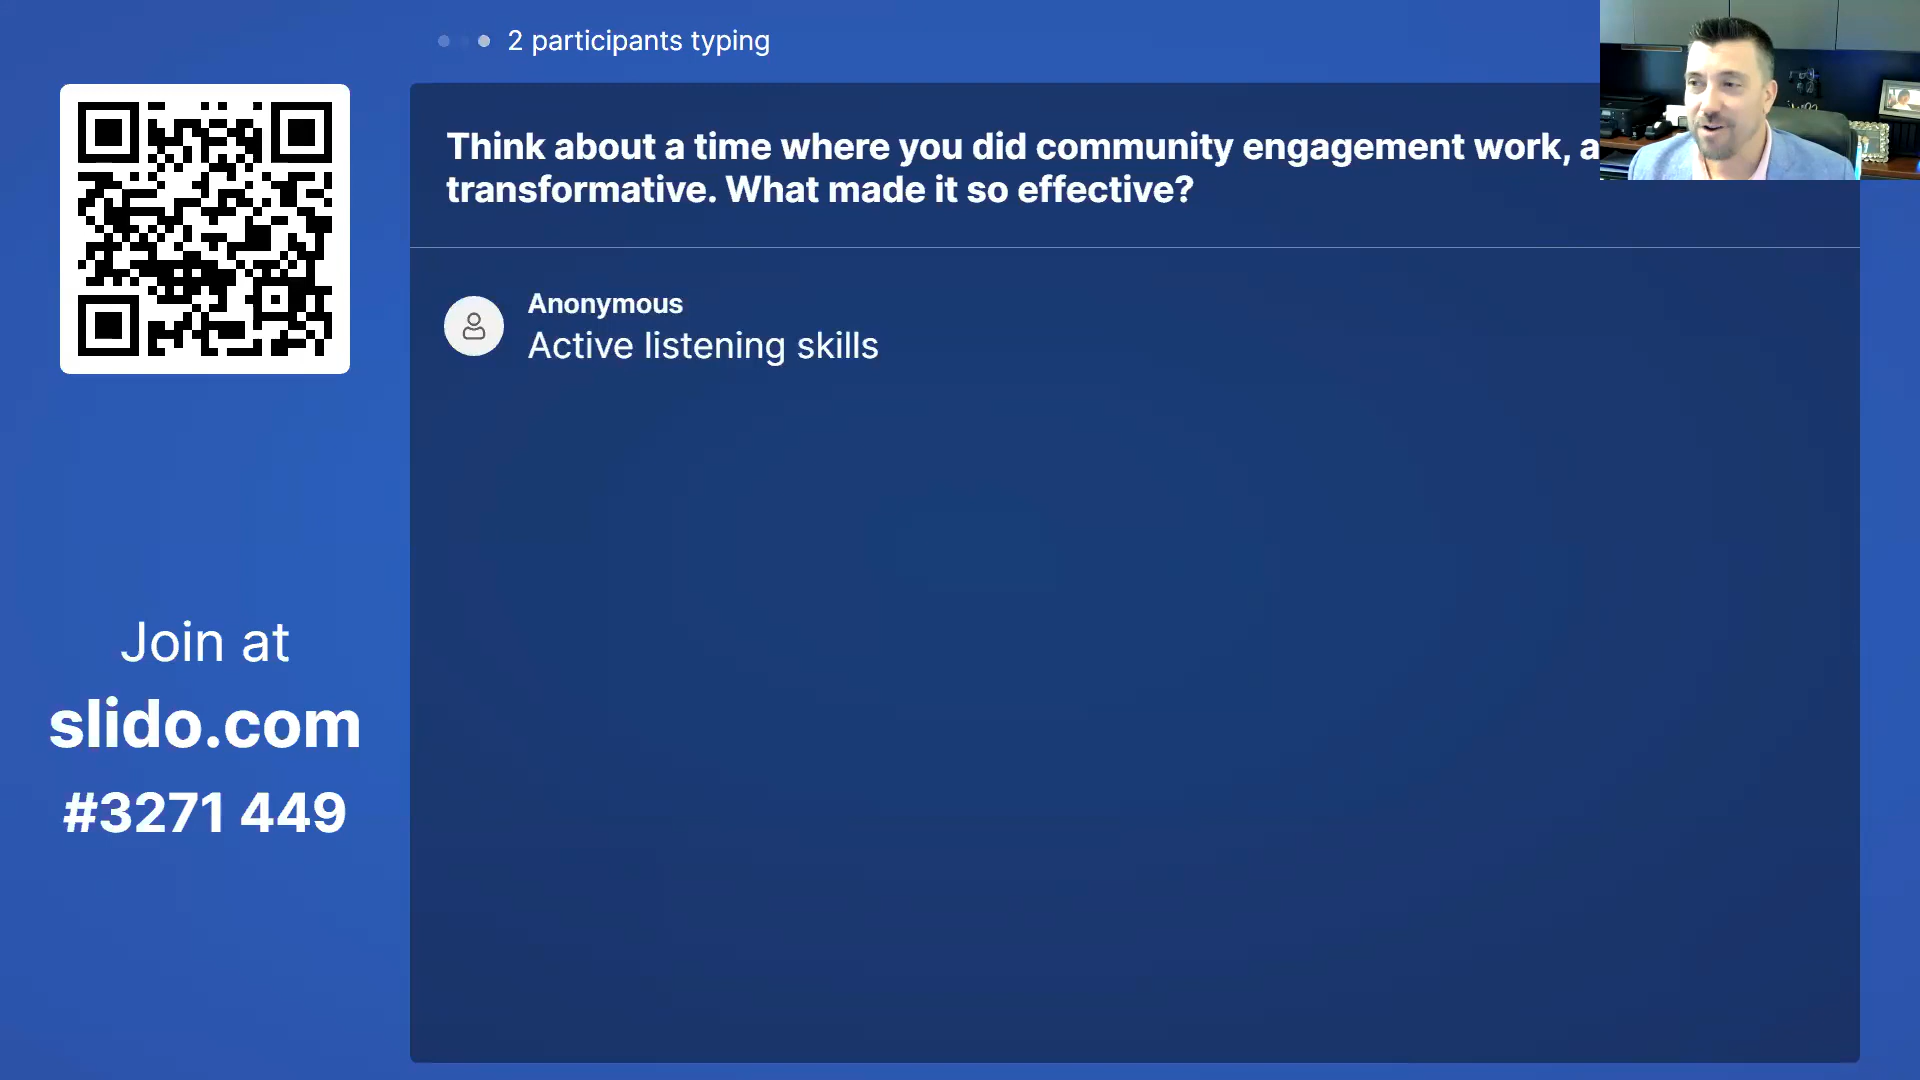 2 participants typing
Think about a time where you did community engagement work, a
transformative. What made it so effective?
Anonymous
Active listening skills
Join at
slido.com
#3271 449